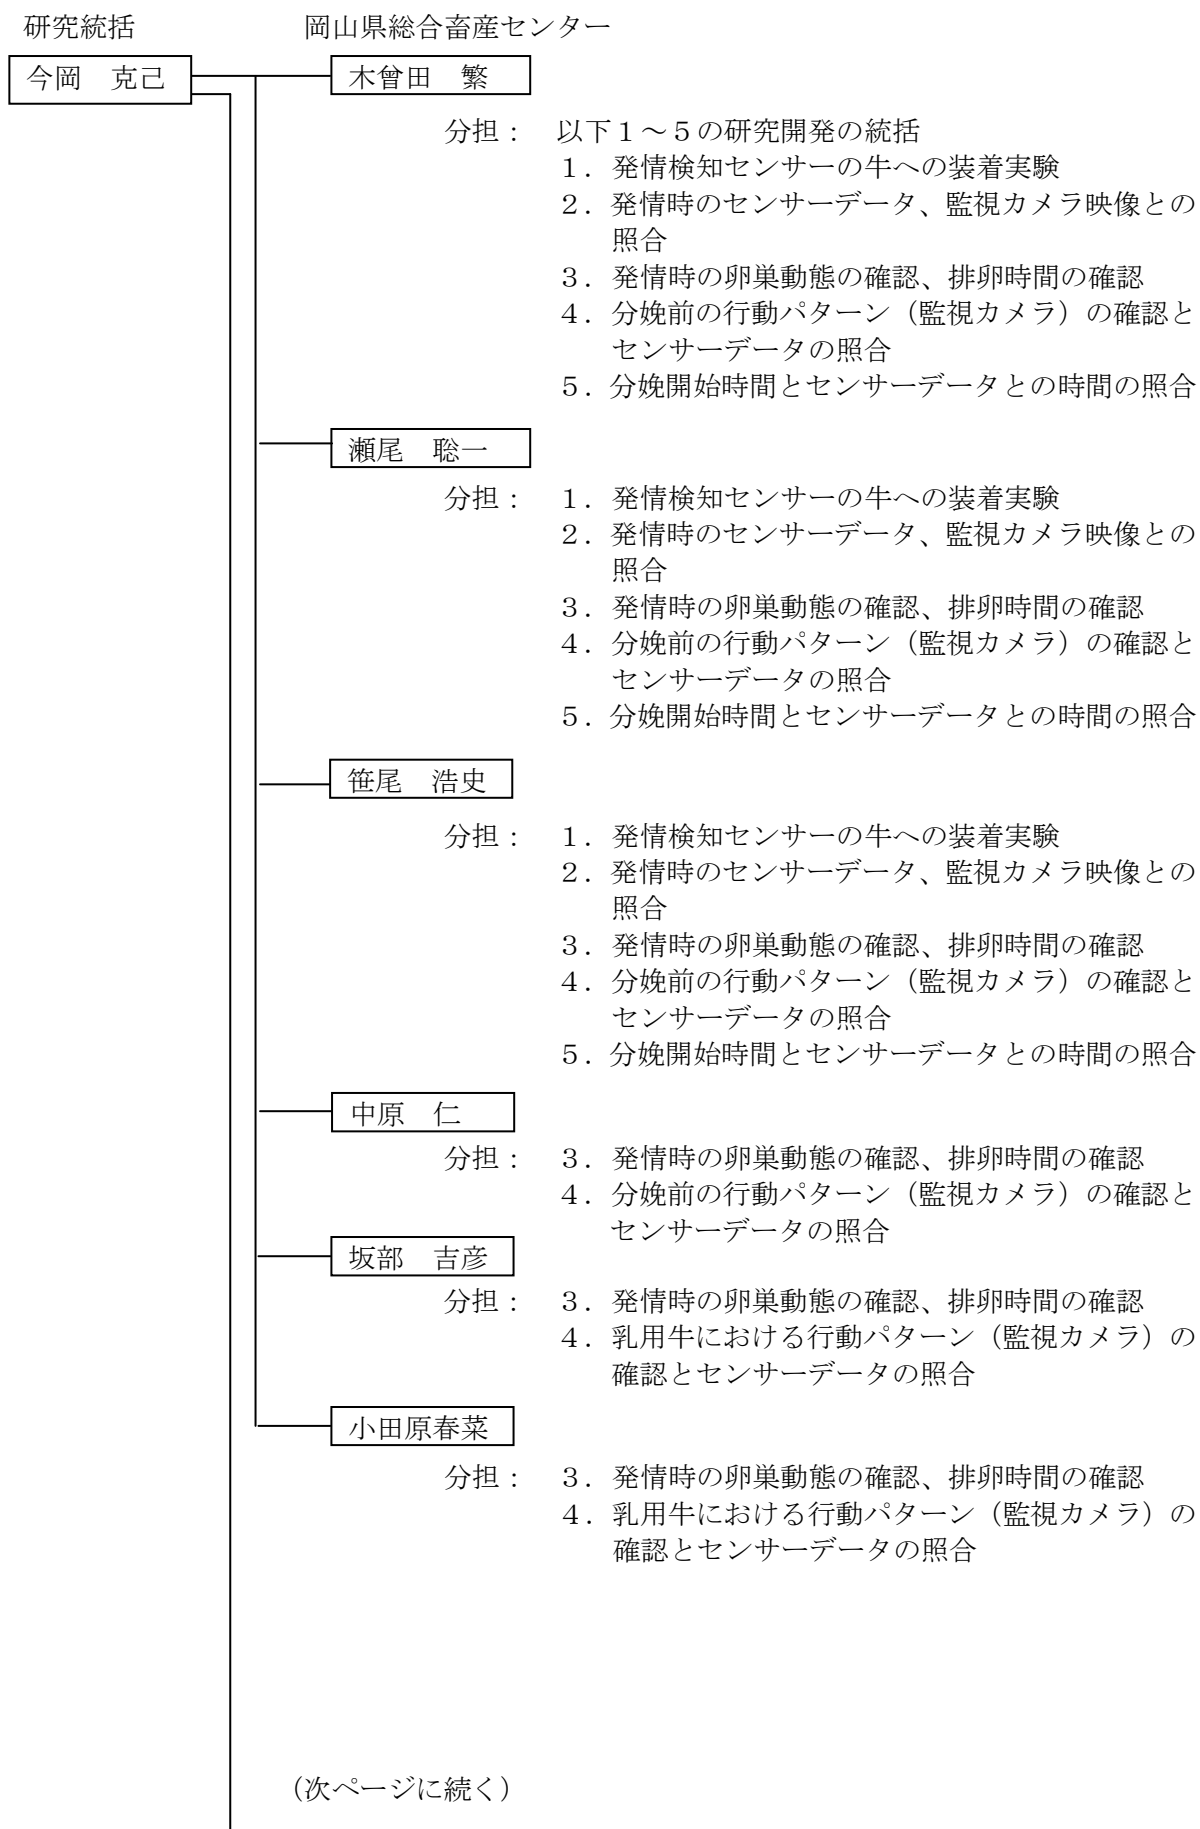 研究統括　岡山県総合畜産センター
今岡　克己　木曾田　繁
分担：　以下１～５の研究開発の統括
１．発情検知センサーの牛への装着実験
２．発情時のセンサーデータ、監視カメラ映像との
照合
３．発情時の卵巣動態の確認、排卵時間の確認
４．分娩前の行動パターン（監視カメラ）の確認と
センサーデータの照合
５．分娩開始時間とセンサーデータとの時間の照合
瀬尾　聡一
分担：　１．発情検知センサーの牛への装着実験
２．発情時のセンサーデータ、監視カメラ映像との
照合
３．発情時の卵巣動態の確認、排卵時間の確認
４．分娩前の行動パターン（監視カメラ）の確認と
センサーデータの照合
５．分娩開始時間とセンサーデータとの時間の照合
笹尾　浩史
分担：　１．発情検知センサーの牛への装着実験
２．発情時のセンサーデータ、監視カメラ映像との
照合
３．発情時の卵巣動態の確認、排卵時間の確認
４．分娩前の行動パターン（監視カメラ）の確認と
センサーデータの照合
５．分娩開始時間とセンサーデータとの時間の照合
中原　仁
分担：　３．発情時の卵巣動態の確認、排卵時間の確認
４．分娩前の行動パターン（監視カメラ）の確認と
センサーデータの照合
坂部　吉彦
分担：　３．発情時の卵巣動態の確認、排卵時間の確認
４．乳用牛における行動パターン（監視カメラ）の
確認とセンサーデータの照合
小田原春菜
分担：　３．発情時の卵巣動態の確認、排卵時間の確認
４．乳用牛における行動パターン（監視カメラ）の
確認とセンサーデータの照合
（次ページに続く）